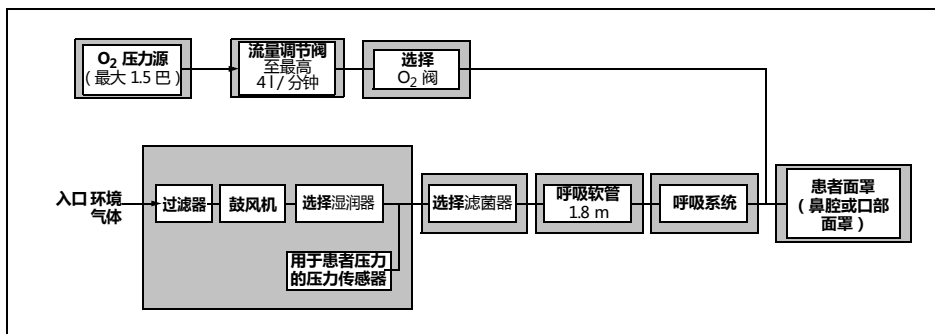 O₂ 压力源
（最大 1.5 巴）
流量调节阀
至最高
4 l / 分钟
选择
O₂ 阀
入口 环境
气体
过滤器
鼓风机
选择湿润器
用于患者压力
的压力传感器
选择滤菌器
呼吸软管
1.8 m
呼吸系统
患者面罩
（鼻腔或口部
面罩）